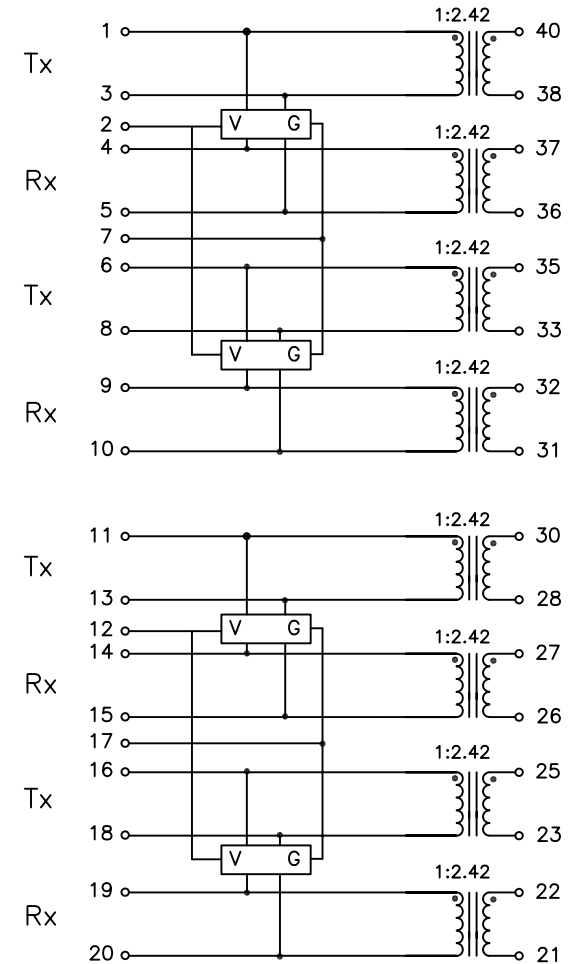 1:2.42
1 40
Tx
3 38
2 V G 1:2.42
4 37
Rx
5 36
7 1:2.42
6 35
Tx
8 33
V G 1:2.42
9 32
Rx
10 31
1:2.42
11 30
Tx
13 28
12 V G 1:2.42
14 27
Rx
15 26
17 1:2.42
16 25
Tx
18 23
V G 1:2.42
19 22
Rx
20 21